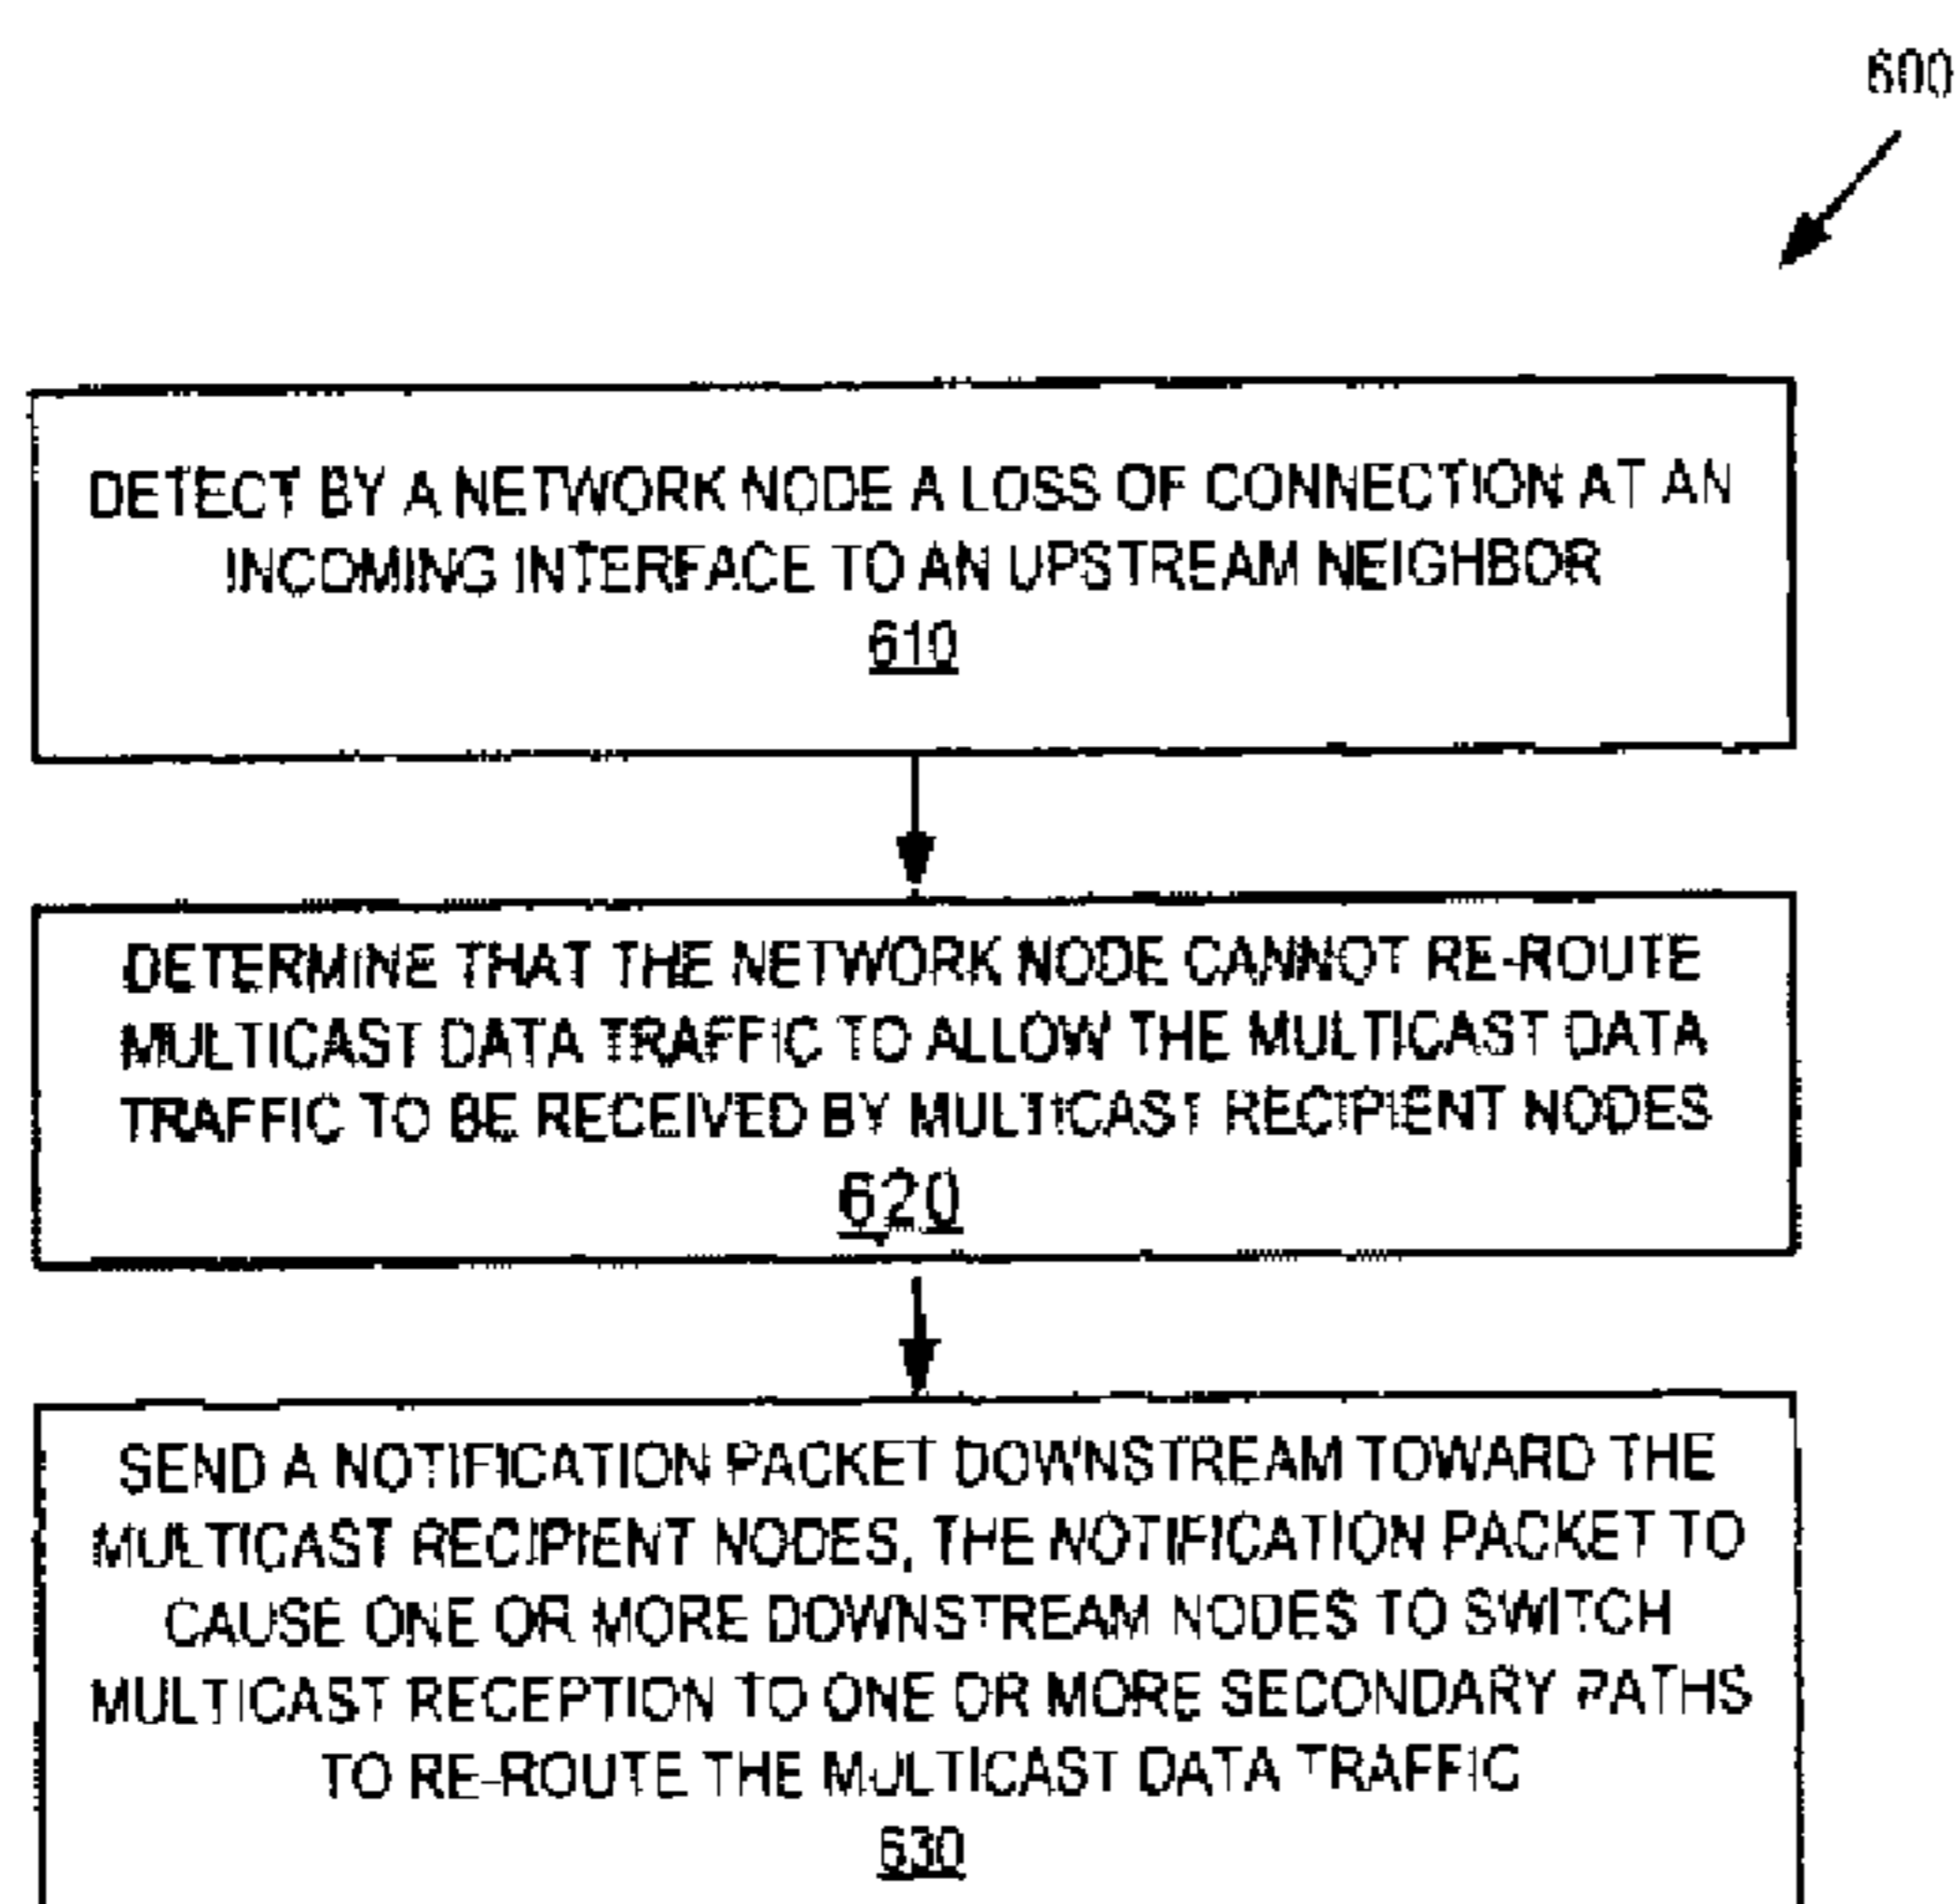 600
DETECT BY A NETWORK NODE A LOSS OF CONNECTION AT AN
INCOMING INTERFACE TO AN UPSTREAM NEIGHBOR
610
DETERMINE THAT THE NETWORK NODE CANNOT RE-ROUTE
MULTICAST DATA TRAFFIC TO ALLOW THE MULTICAST DATA
TRAFFIC TO BE RECEIVED BY MULTICAST RECIPIENT NODES
620
SEND A NOTIFICATION PACKET DOWNSTREAM TOWARD THE
MULTICAST RECIPIENT NODES, THE NOTIFICATION PACKET TO
CAUSE ONE OR MORE DOWNSTREAM NODES TO SWITCH
MULTICAST RECEPTION TO ONE OR MORE SECONDARY PATHS
TO RE-ROUTE THE MULTICAST DATA TRAFFIC
630